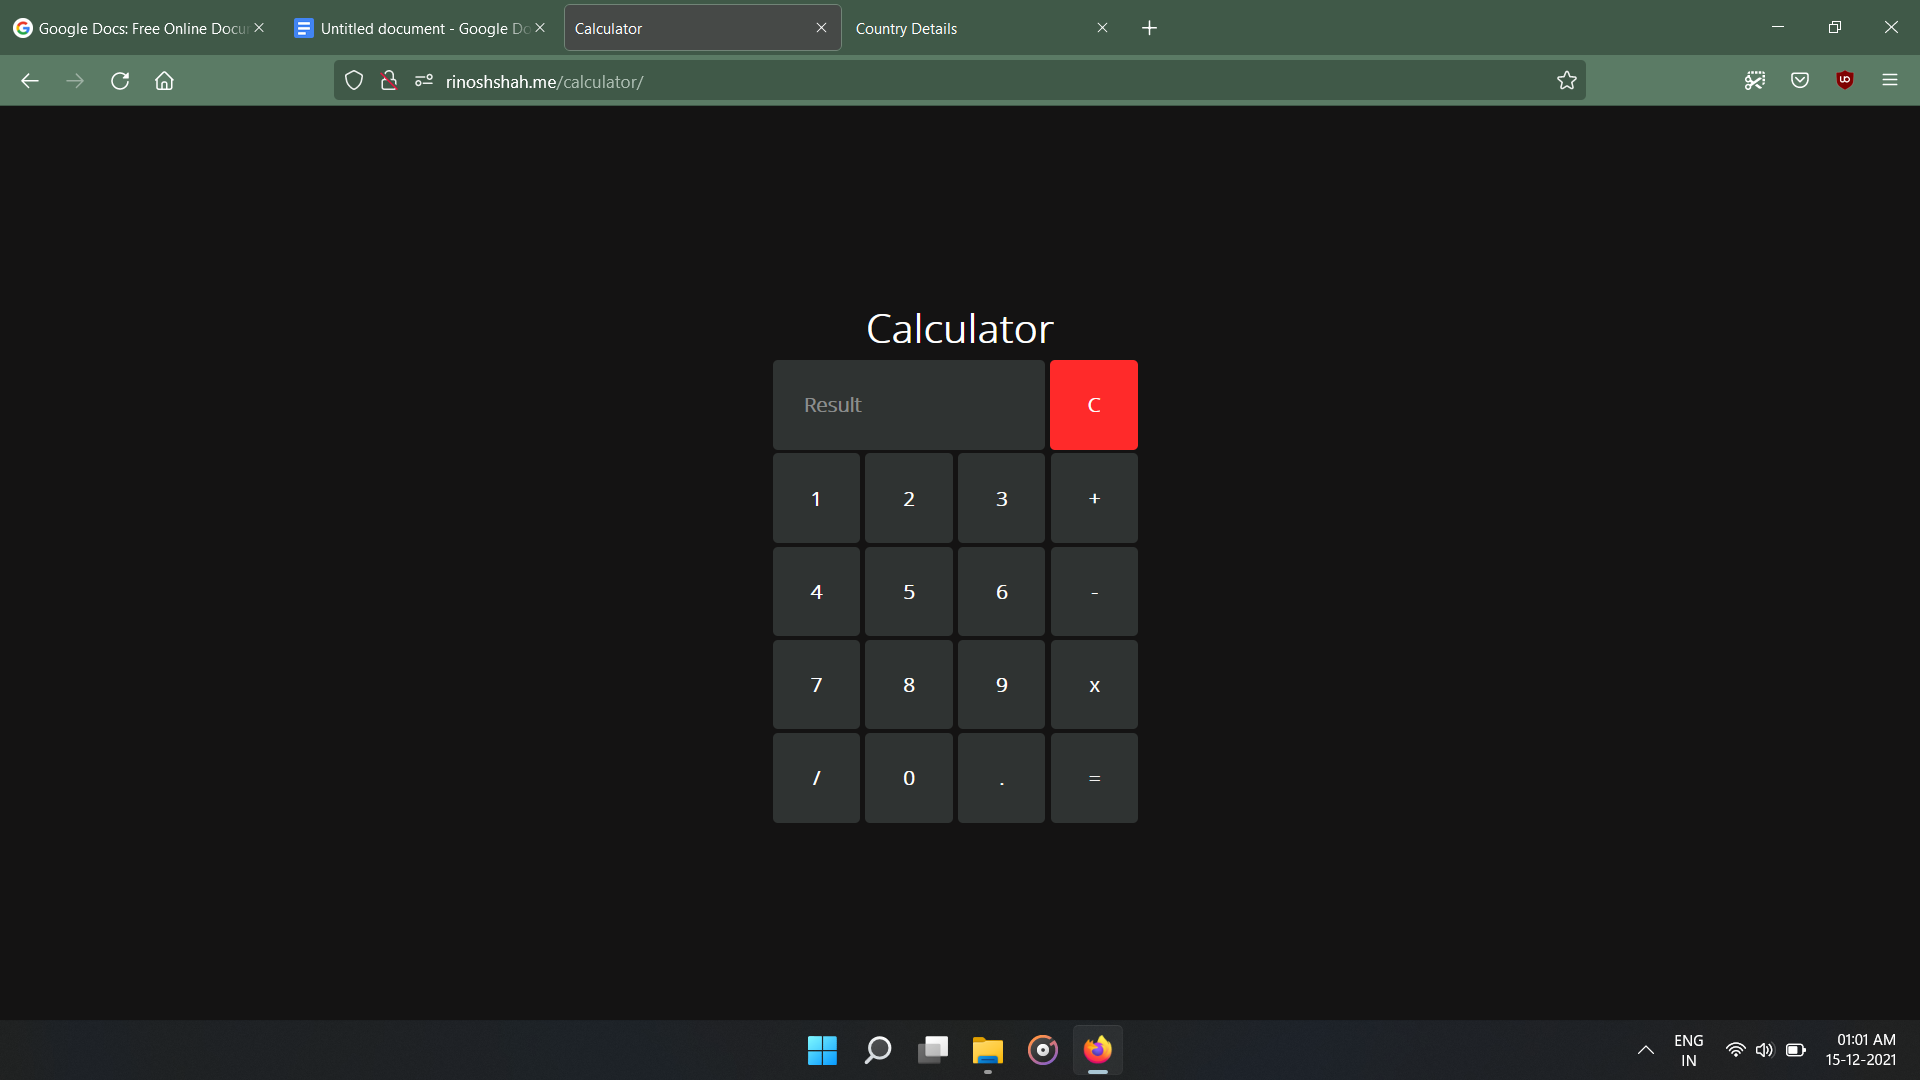 Google Docs: Free Online Docu
Untitled document - Google Do
Calculator
Country Details
rinoshshah.me/calculator/
Calculator
Result
C
1 2 3 +
4 5 6 -
7 8 9 x
/ 0 . =
ENG
IN
01:01 AM
15-12-2021